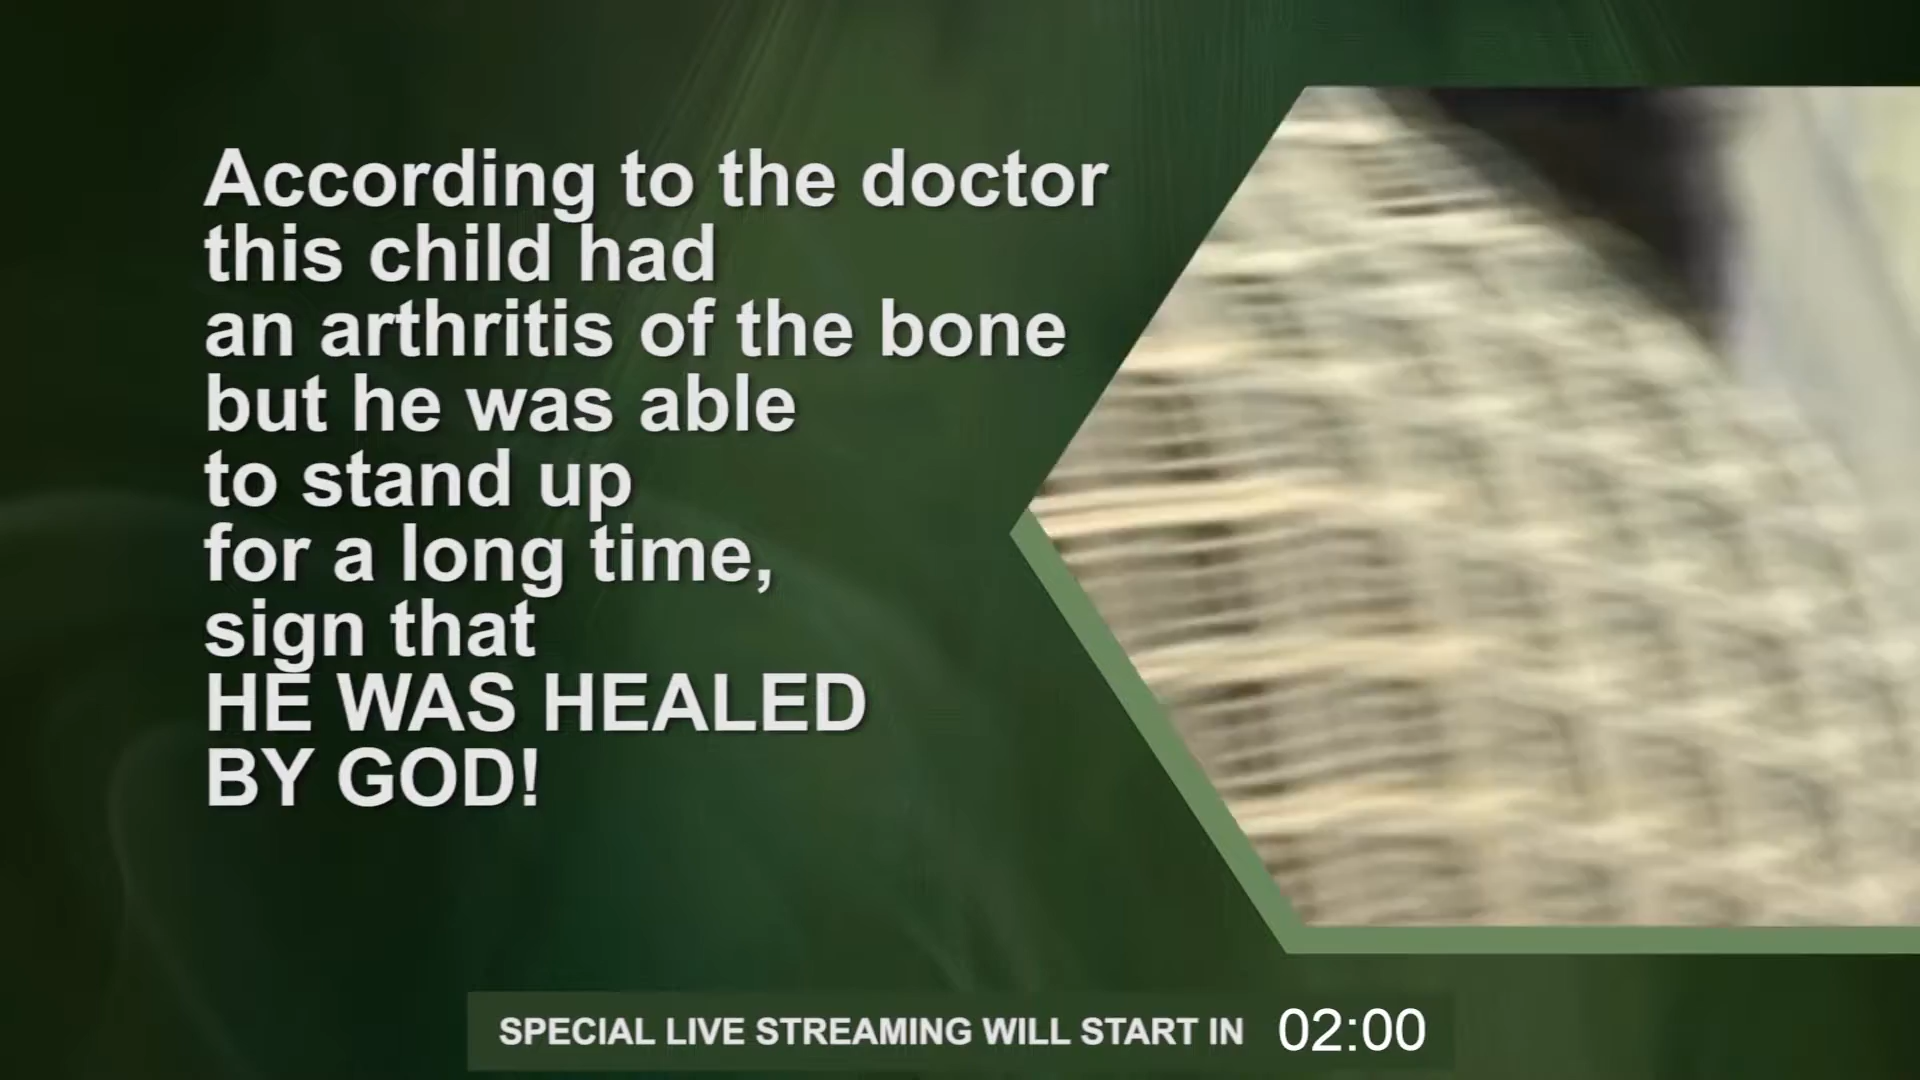 According to the doctor
this child had
an arthritis of the bone
but he was able
to stand up
for a long time,
sign that
HE WAS HEALED
BY GOD!
SPECIAL LIVE STREAMING WILL START IN 02:00